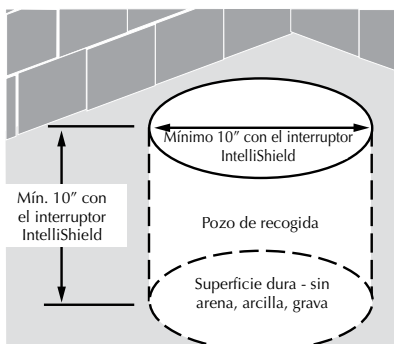 Mínimo 10” con el interruptor
IntelliShield
Mín. 10” con
el interruptor
IntelliShield
Pozo de recogida
Superficie dura - sin
arena, arcilla, grava